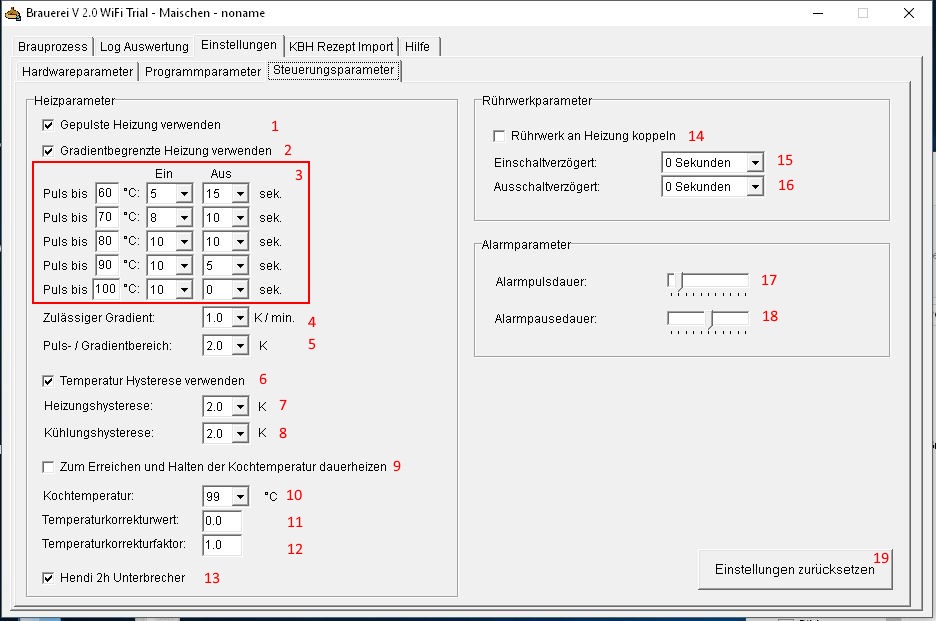 Brauerei V 2.0 WiFi Trial - Maischen - noname
Brauprozess Log Auswertung Einstellungen KBH Rezept Import Hilfe
Hardwareparameter Programmparameter Steuerungsparameter
Heizparameter
Gepulste Heizung verwenden 1
Gradientbegrenzte Heizung verwenden 2
Ein Aus 3
Puls bis 60 °C: 5 15 sek.
Puls bis 70 °C: 8 10 sek.
Puls bis 80 °C: 10 10 sek.
Puls bis 90 °C: 10 5 sek.
Puls bis 100 °C: 10 0 sek.
Zulässiger Gradient: 1.0 K / min. 4
Puls- / Gradientbereich: 2.0 K 5
Temperatur Hysterese verwenden 6
Heizungshysterese: 2.0 K 7
Kühlungshysterese: 2.0 K 8
Zum Erreichen und Halten der Kochtemperatur dauerheizen 9
Kochtemperatur: 99 °C 10
Temperaturkorrekturwert: 0.0 11
Temperaturkorrekturfaktor: 1.0 12
Hendi 2h Unterbrecher 13
Rührwerkparameter
Rührwerk an Heizung koppeln 14
Einschaltverzögert: 0 Sekunden 15
Ausschaltverzögert: 0 Sekunden 16
Alarmparameter
Alarmpulsdauer: 17
Alarmpausedauer: 18
Einstellungen zurücksetzen 19